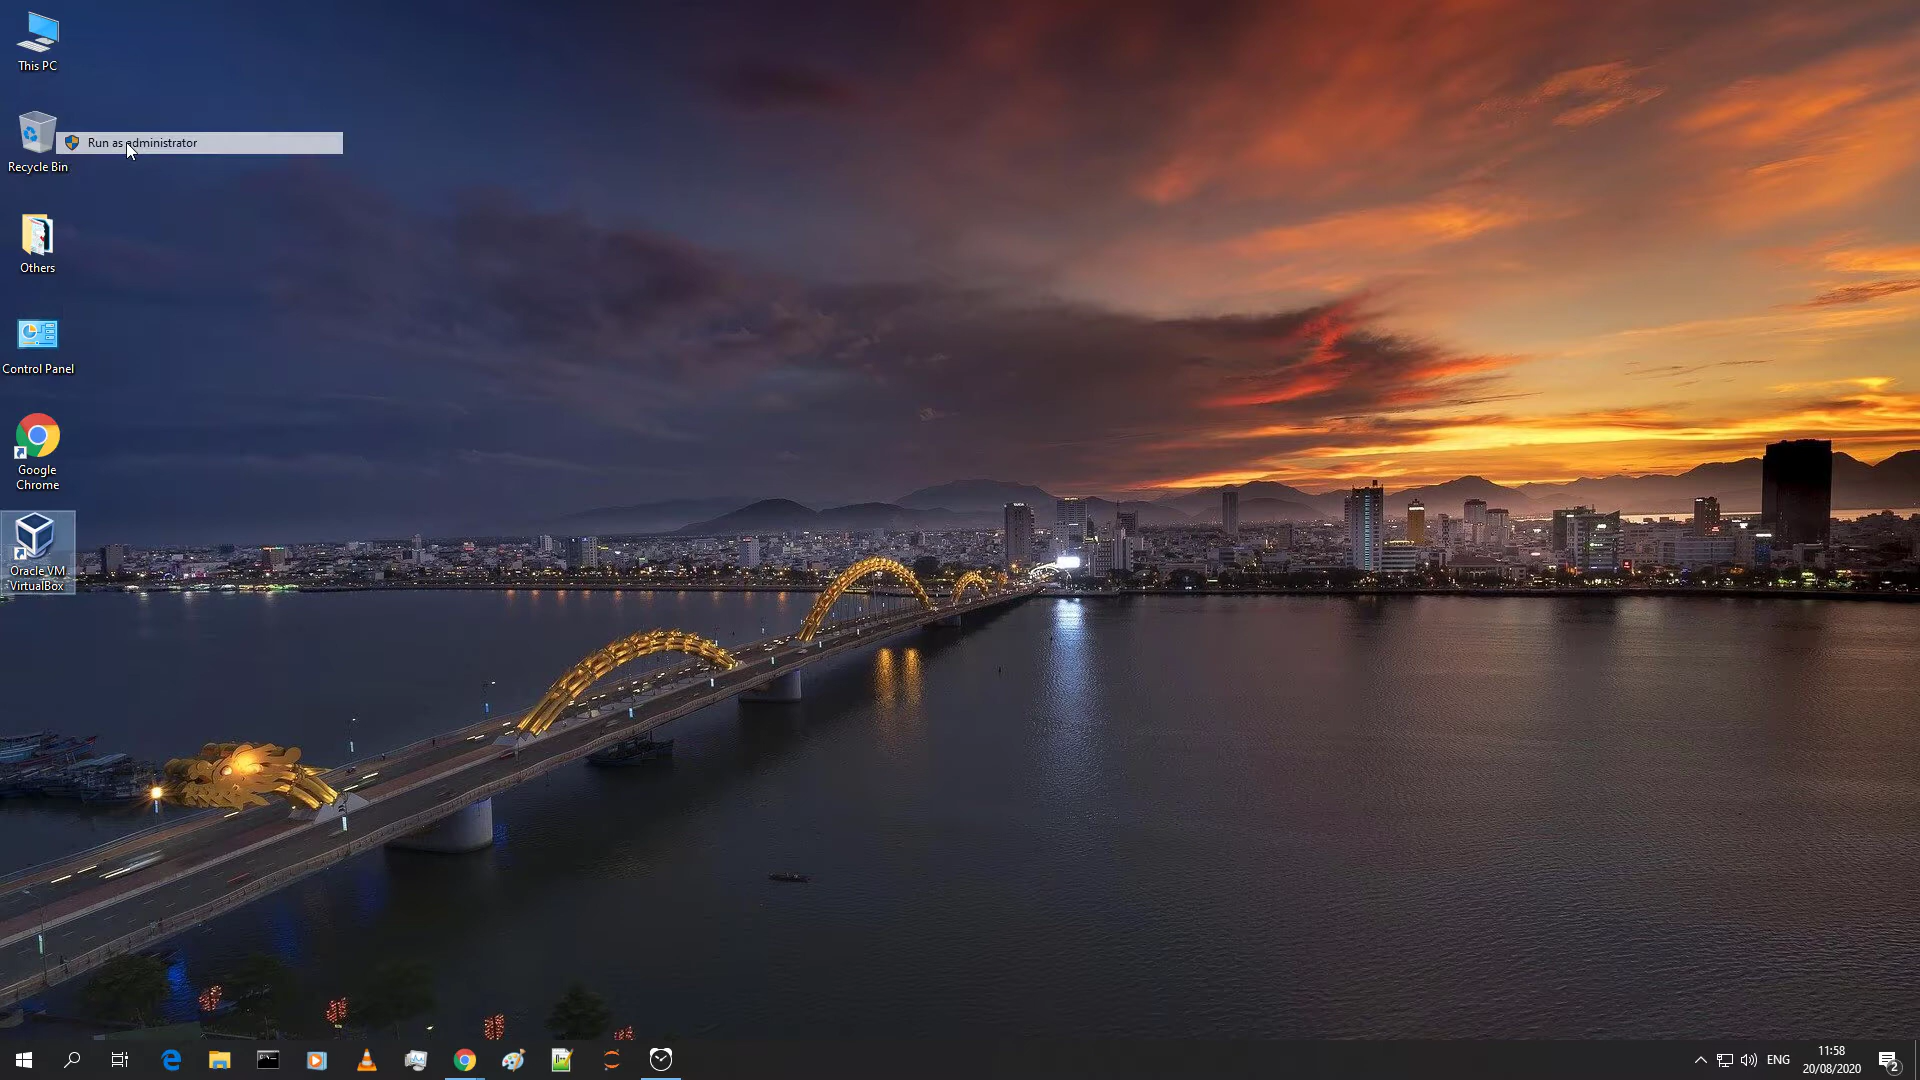 This PC
Recycle Bin
Run as administrator
Others
Control Panel
Google
Chrome
Oracle VM
VirtualBox
ENG
11:58
20/08/2020
2